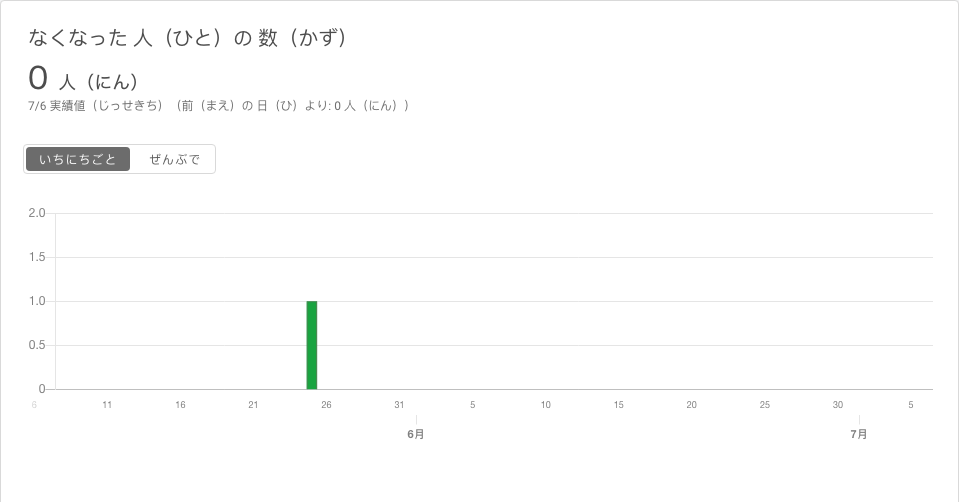 なくなった 人（ひと）の 数（かず）
0 人（にん）
7/6 実績値（じっせきち）（前（まえ）の 日（ひ）より: 0 人（にん））
いちにちごと ぜんぶで
2.0
1.5
1.0
0.5
0
6 11 16 21 26 31 5 10 15 20 25 30 5
6月 7月